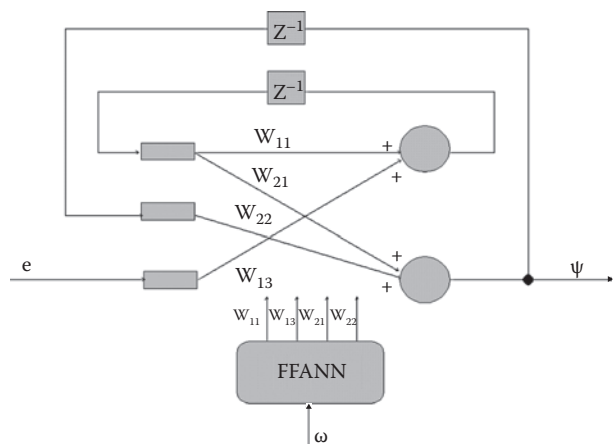 Z⁻¹
Z⁻¹
W₁₁
+
+
W₂₁
W₂₂
+
e
+
ψ
W₁₃
W₁₁ W₁₃ W₂₁ W₂₂
FFANN
ω